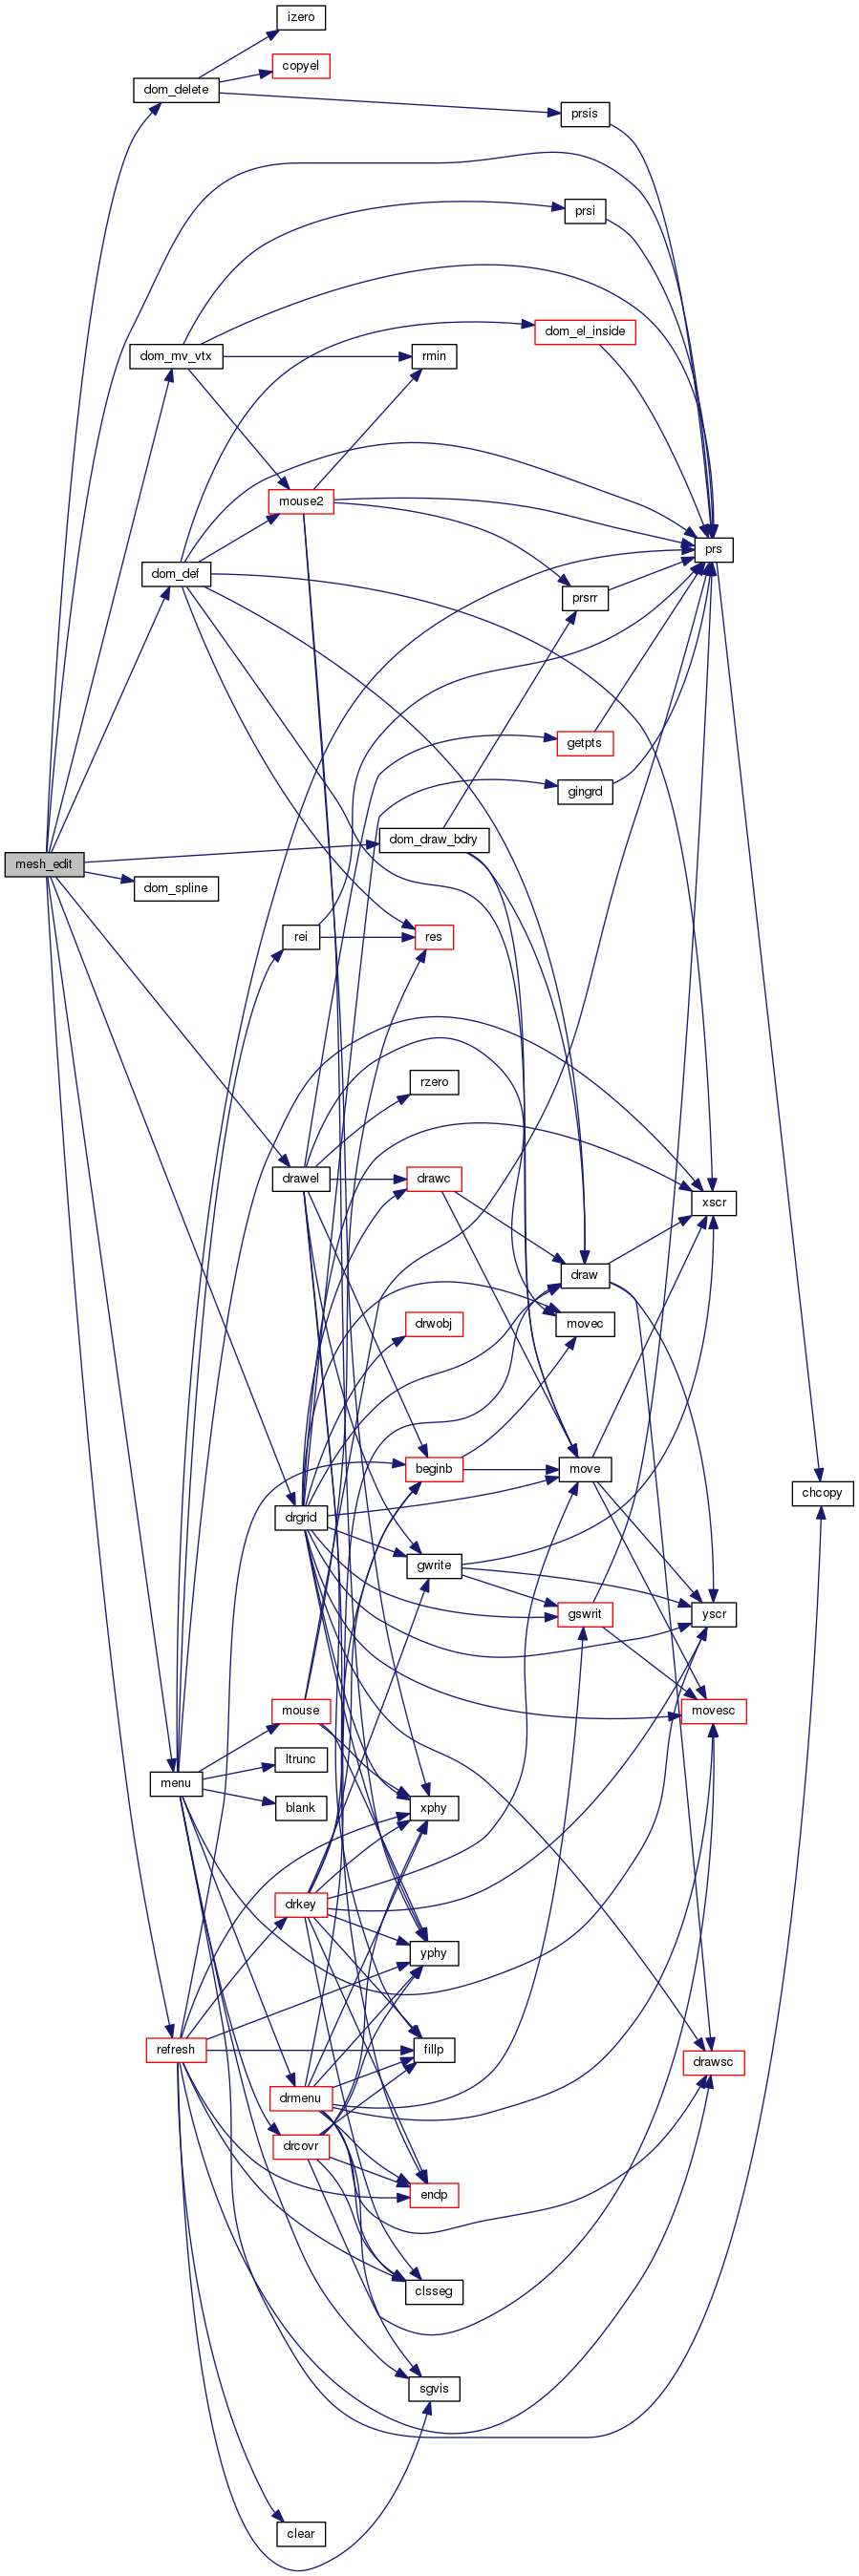 izero
copyel
dom_delete
prsis
prsi
dom_el_inside
dom_mv_vtx
rmin
mouse2
prs
dom_def
prsrr
getpts
gingrd
dom_draw_bdry
mesh_edit
dom_spline
rei
res
rzero
drawel
drawc
xscr
draw
movec
drwobj
beginb
move
chcopy
drgrid
gwrite
gswrit
yscr
mouse
movesc
ltrunc
menu
blank
xphy
drkey
yphy
refresh
fillp
drawsc
drmenu
drcovr
endp
clsseg
sgvis
clear